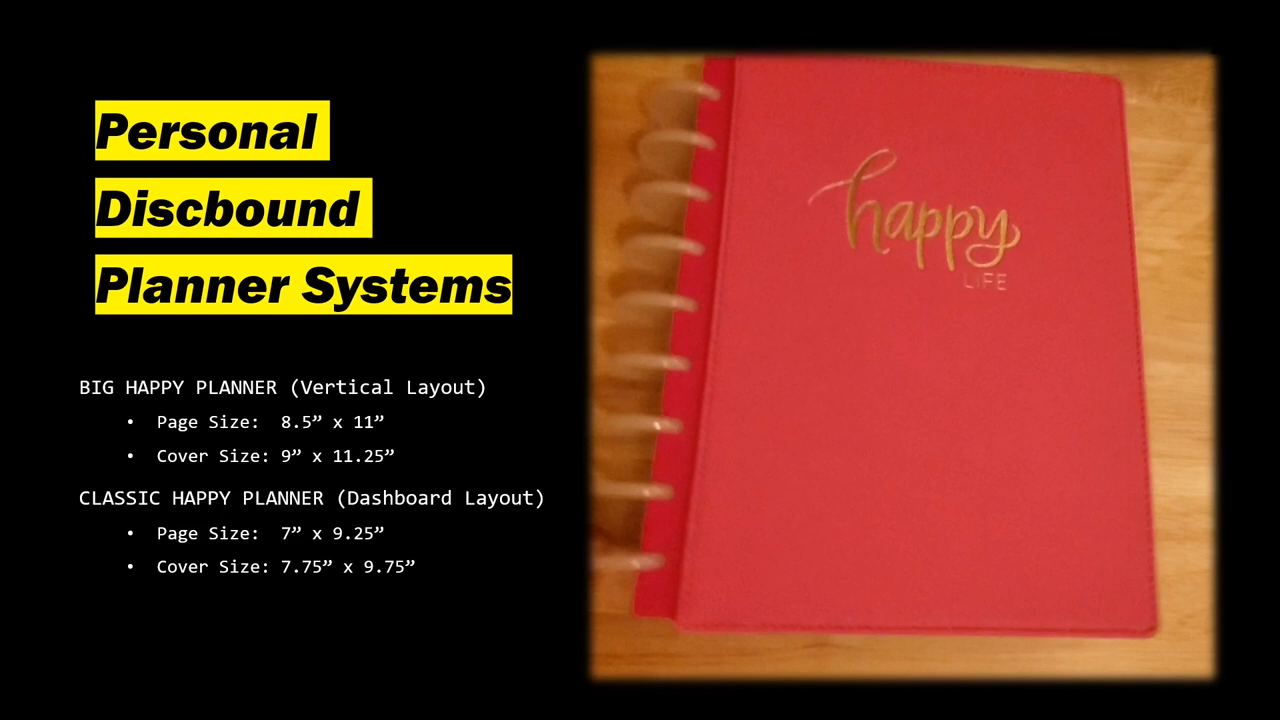 Personal
Discbound
Planner Systems
BIG HAPPY PLANNER (Vertical Layout)
• Page Size:  8.5” x 11”
• Cover Size: 9” x 11.25”
CLASSIC HAPPY PLANNER (Dashboard Layout)
• Page Size:  7” x 9.25”
• Cover Size: 7.75” x 9.75”
happy
LIFE